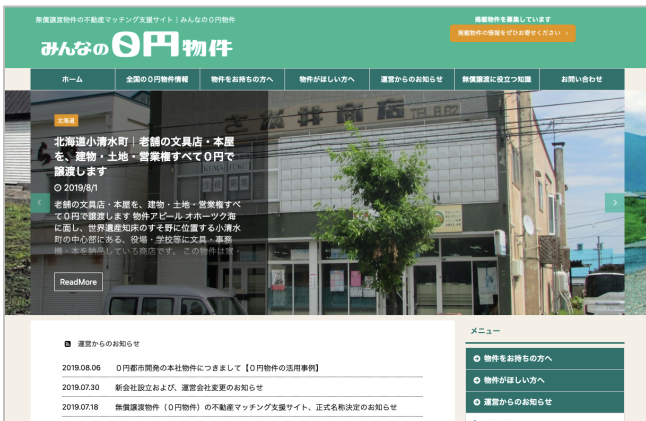 無償譲渡物件の不動産マッチング支援サイト｜みんなの０円物件
掲載物件を募集しています
掲載物件の情報をぜひお寄せください ›
みんなの0円物件
ホーム 全国の０円物件情報 物件をお持ちの方へ 物件がほしい方へ 運営からのお知らせ 無償譲渡に役立つ知識 お問い合わせ
北海道
北海道小清水町｜老舗の文具店・本屋
を、建物・土地・営業権すべて０円で
譲渡します
2019/8/1
老舗の文具店・本屋を、建物・土地・営業権すべ
て０円で譲渡します 物件アピール オホーツク海
に面し、世界遺産知床のすそ野に位置する小清水
町の中心部にある、役場・学校等に文具・事務
機・本を納品している商店です。 この物件は家
ReadMore
井商店 TEL.
運営からのお知らせ
2019.08.06 ０円都市開発の本社物件につきまして【０円物件の活用事例】
2019.07.30 新会社設立および、運営会社変更のお知らせ
2019.07.18 無償譲渡物件（０円物件）の不動産マッチング支援サイト、正式名称決定のお知らせ
メニュー
物件をお持ちの方へ
物件がほしい方へ
運営からのお知らせ